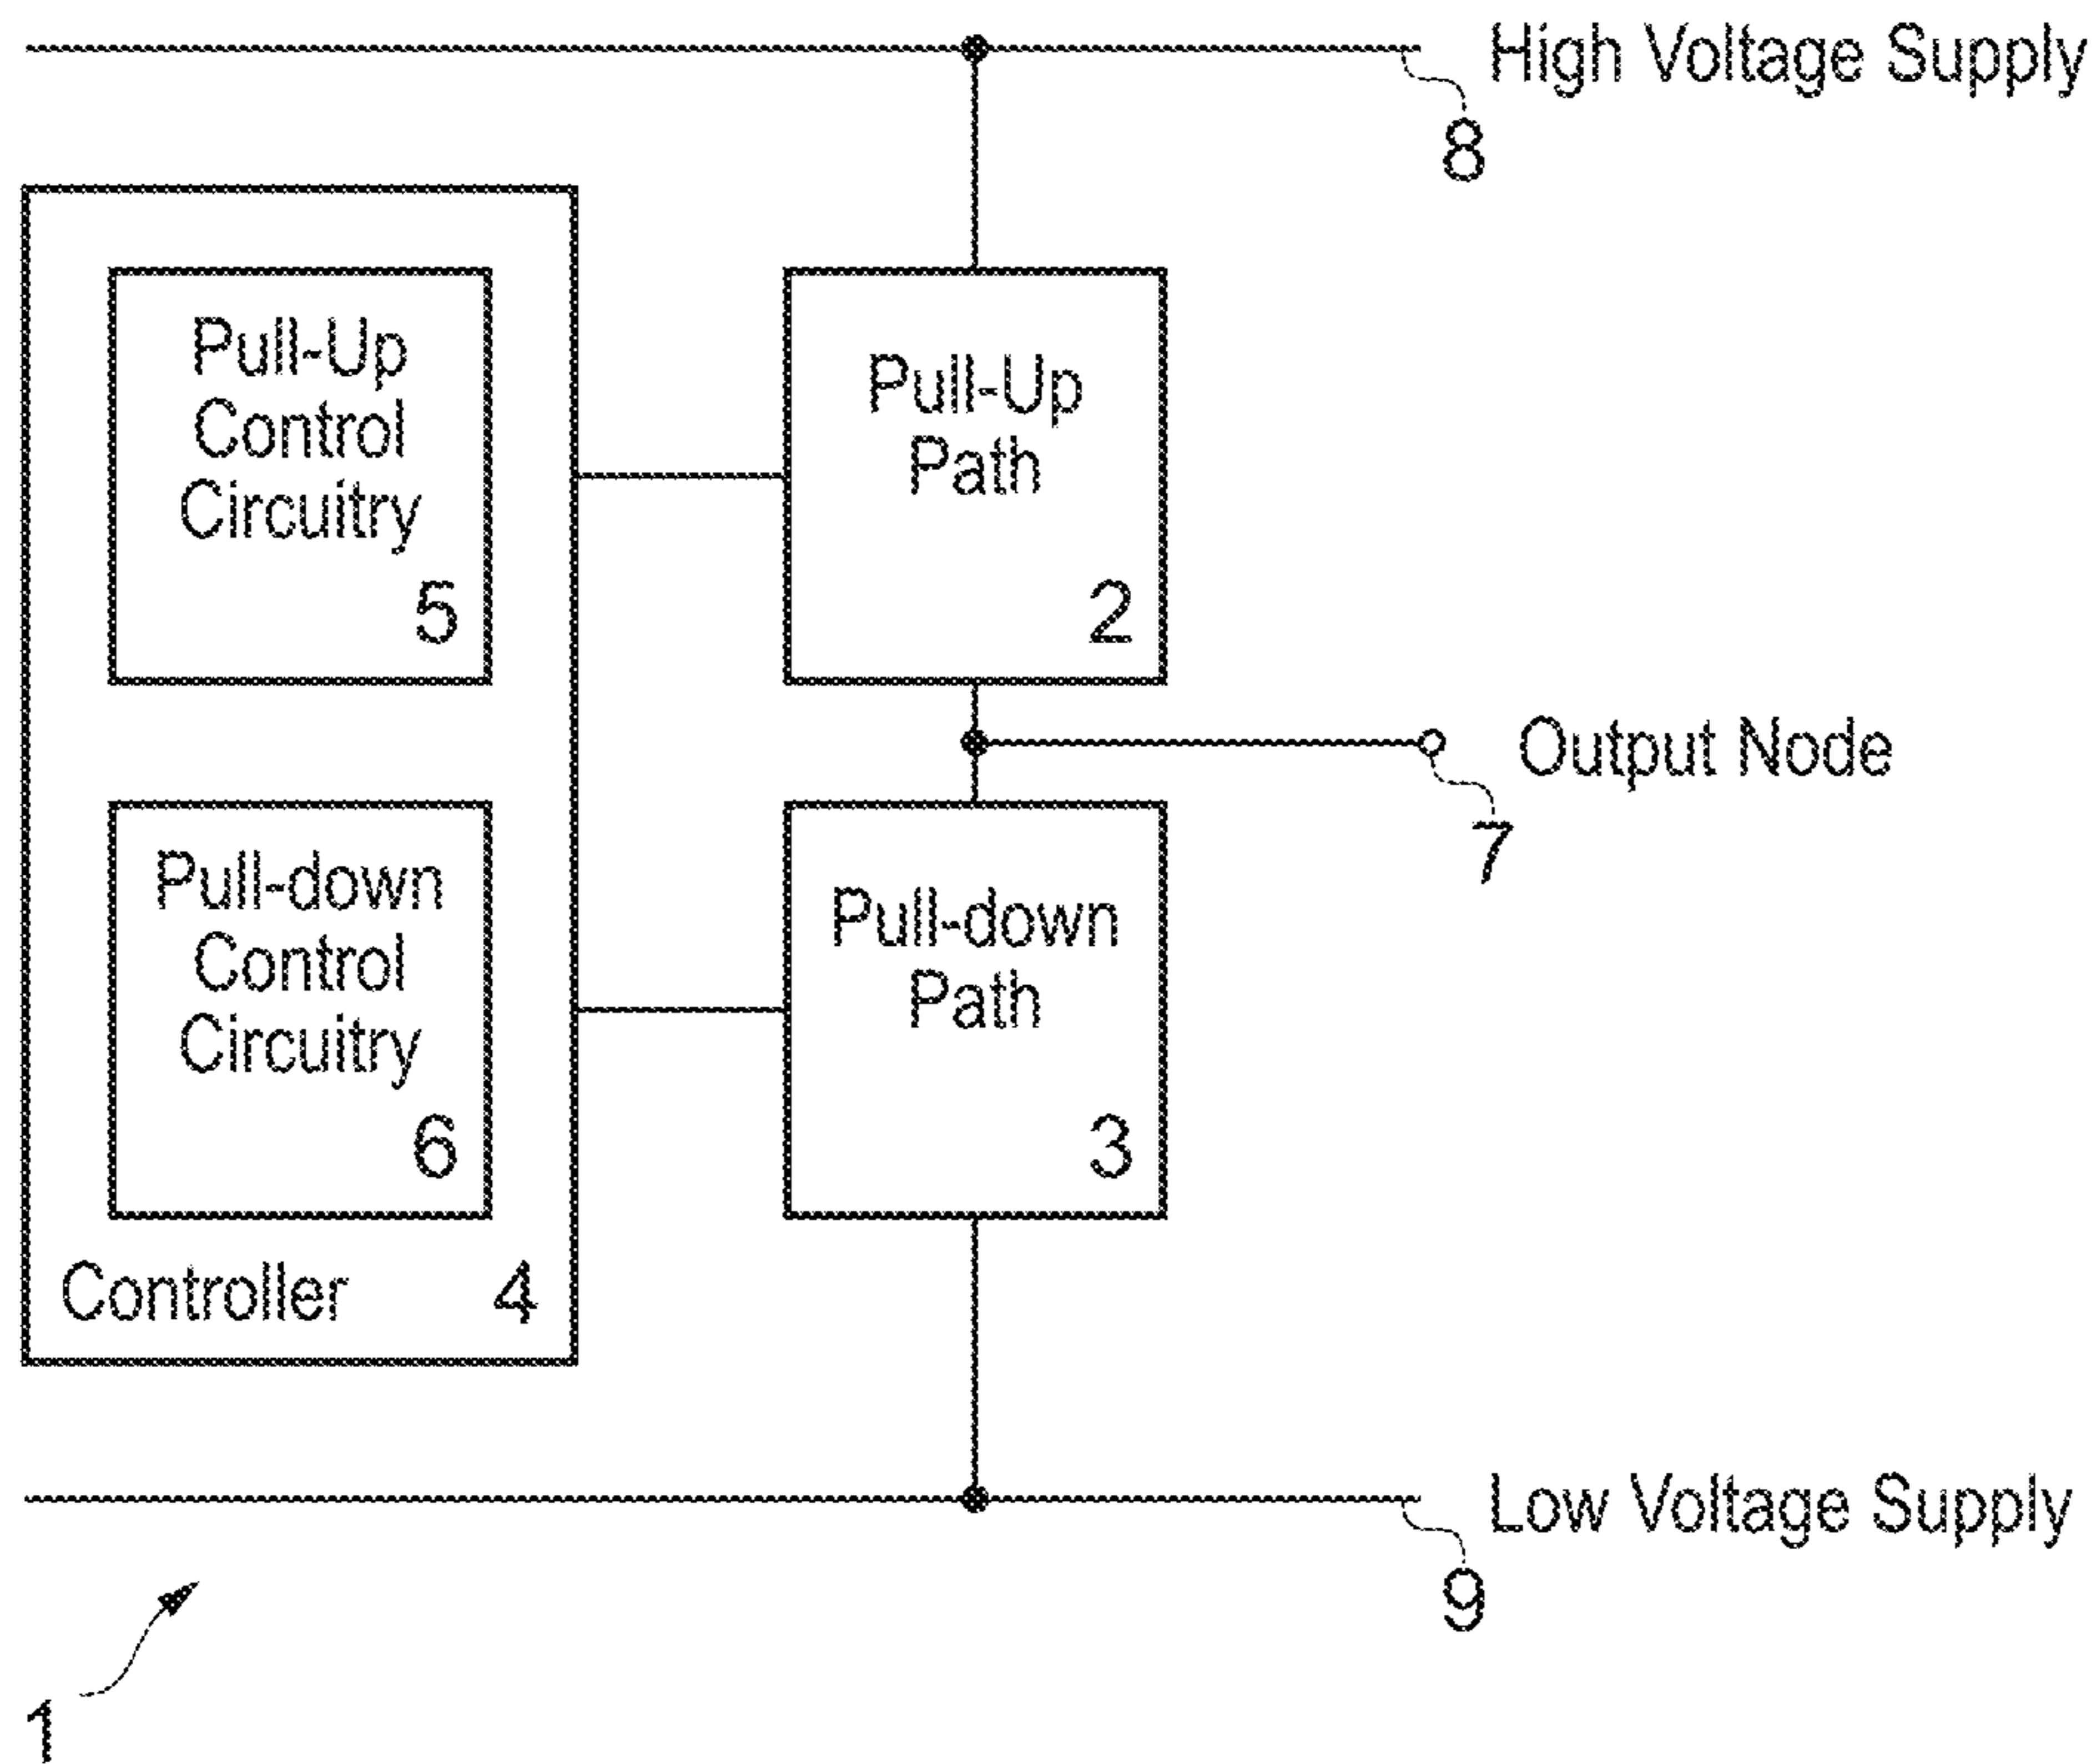 High Voltage Supply
8
Pull-Up
Control
Circuitry
5
Pull-Up
Path
2
Output Node
7
Pull-down
Control
Circuitry
6
Pull-down
Path
3
Controller 4
Low Voltage Supply
9
1